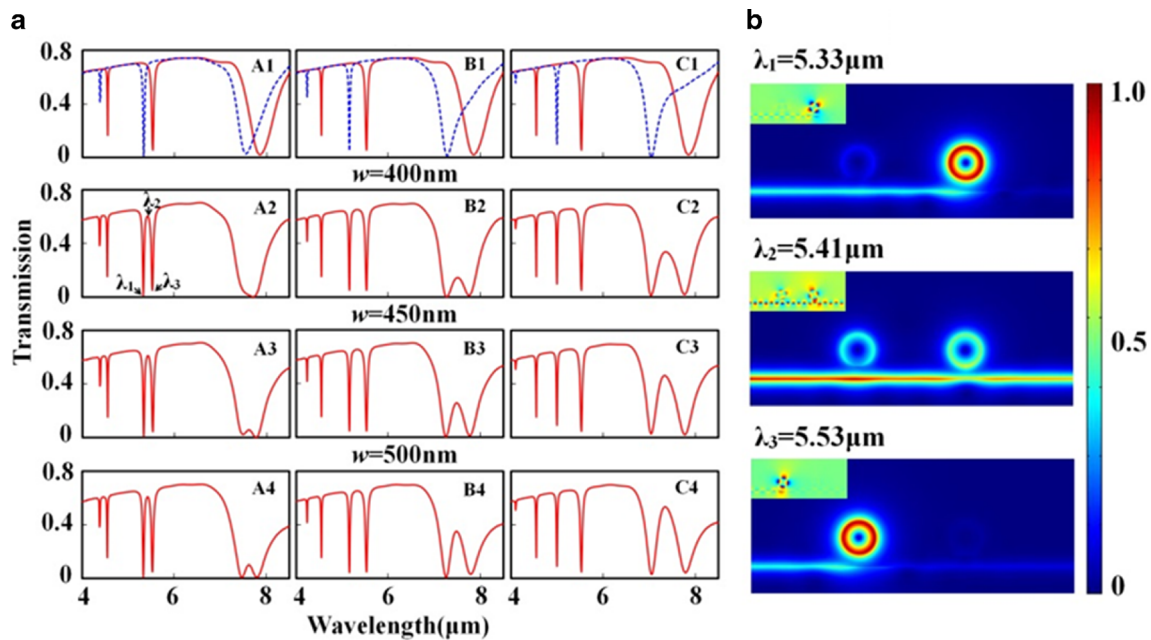 a
b
0.8
0.4
0
A1
B1
C1
w=400nm
0.8
0.4
0
λ-2
λ-1
λ-3
A2
B2
C2
w=450nm
0.8
0.4
0
A3
B3
C3
w=500nm
0.8
0.4
0
A4
B4
C4
4 6 8 4 6 8 4 6 8
Transmission
Wavelength(μm)
λ1=5.33μm
λ2=5.41μm
λ3=5.53μm
1.0
0.5
0